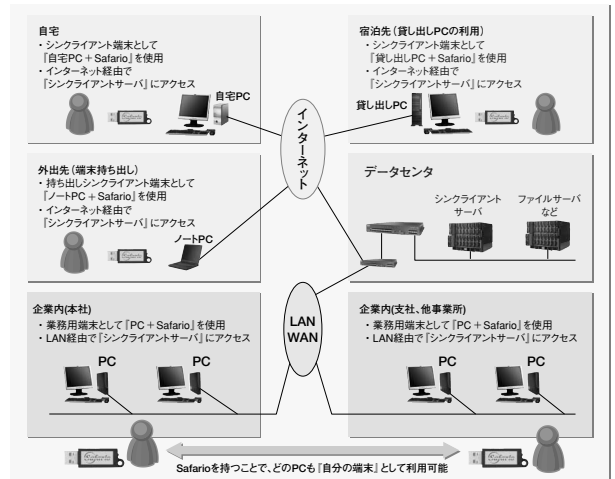 自宅
・ シンクライアント端末として
『自宅PC + Safario』を使用
・ インターネット経由で
『シンクライアントサーバ』にアクセス
自宅PC
宿泊先 (貸し出しPCの利用)
・ シンクライアント端末として
『貸し出しPC + Safario』を使用
・ インターネット経由で
『シンクライアントサーバ』にアクセス
貸し出しPC
インターネット
外出先 (端末持ち出し)
・ 持ち出しシンクライアント端末として
『ノートPC + Safario』を使用
・ インターネット経由で
『シンクライアントサーバ』にアクセス
ノートPC
データセンタ
シンクライアント
サーバ
ファイルサーバ
など
企業内(本社)
・ 業務用端末として『PC + Safario』を使用
・ LAN経由で『シンクライアントサーバ』にアクセス
PC
PC
LAN
WAN
企業内(支社、他事業所)
・ 業務用端末として『PC + Safario』を使用
・ LAN経由で『シンクライアントサーバ』にアクセス
PC
PC
Safarioを持つことで、どのPCも『自分の端末』として利用可能